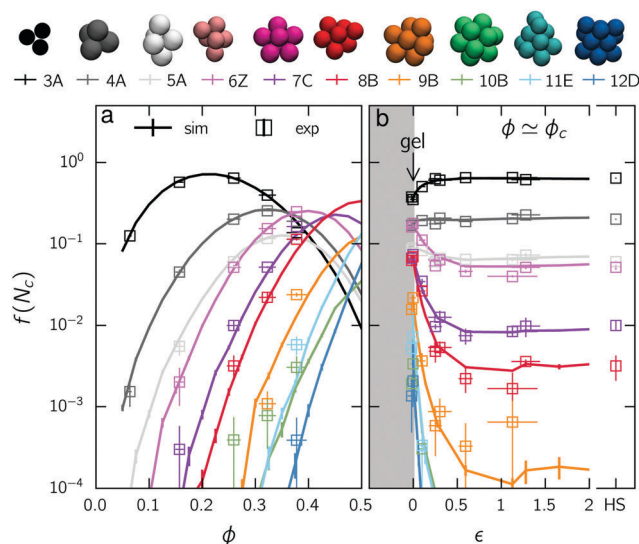 3A 4A 5A 6Z 7C 8B 9B 10B 11E 12D
a sim exp
b gel ϕ ≃ ϕc
f(Nc)
10⁰
10⁻¹
10⁻²
10⁻³
10⁻⁴
0.0 0.1 0.2 0.3 0.4 0.5 0 0.5 1 1.5 2 HS
ϕ ϵ